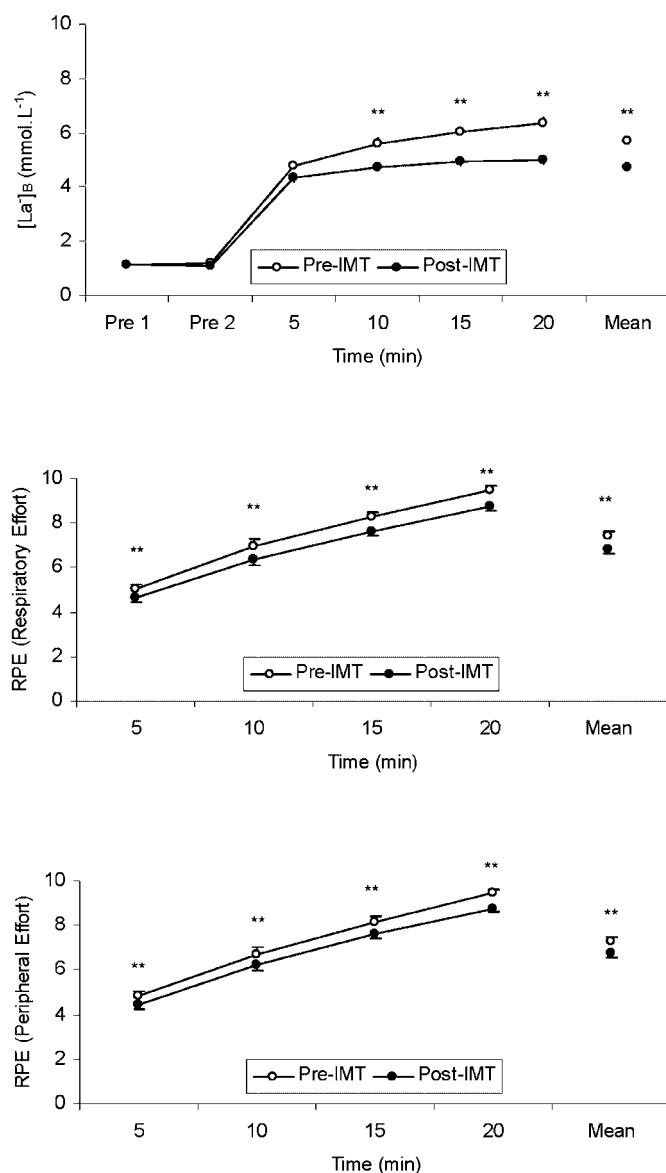 10
8
6
4
2
0
[La⁻]B (mmol.L⁻¹)
** ** ** **
Pre-IMT Post-IMT
Pre 1 Pre 2 5 10 15 20 Mean
Time (min)
10
8
6
4
2
0
RPE (Respiratory Effort)
** ** ** ** **
Pre-IMT Post-IMT
5 10 15 20 Mean
Time (min)
10
8
6
4
2
0
RPE (Peripheral Effort)
** ** ** ** **
Pre-IMT Post-IMT
5 10 15 20 Mean
Time (min)